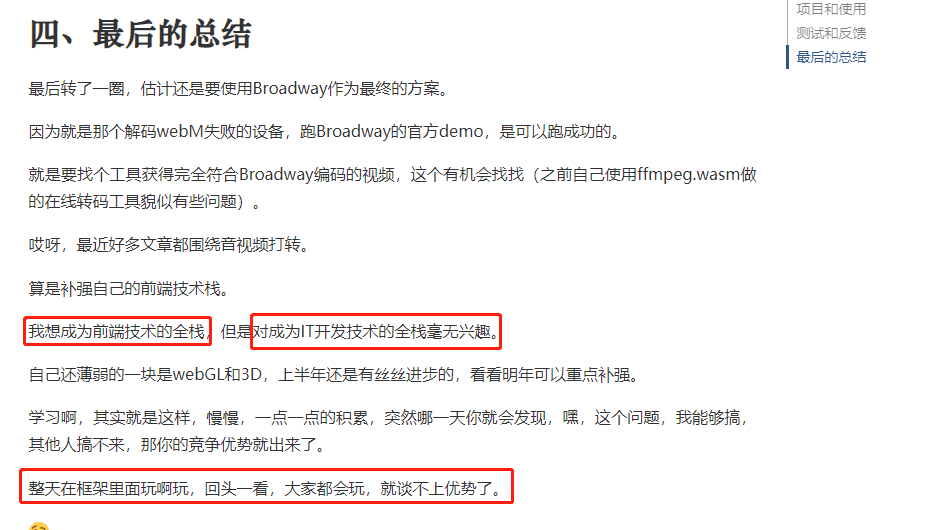 四、最后的总结
项目和使用
测试和反馈
最后的总结
最后转了一圈，估计还是要使用Broadway作为最终的方案。
因为就是那个解码webM失败的设备，跑Broadway的官方demo，是可以跑成功的。
就是要找个工具获得完全符合Broadway编码的视频，这个有机会找找（之前自己使用ffmpeg.wasm做
的在线转码工具貌似有些问题）。
哎呀，最近好多文章都围绕音视频打转。
算是补强自己的前端技术栈。
我想成为前端技术的全栈，但是对成为IT开发技术的全栈毫无兴趣。
自己还薄弱的一块是webGL和3D，上半年还是有丝丝进步的，看看明年可以重点补强。
学习啊，其实就是这样，慢慢，一点一点的积累，突然哪一天你就会发现，嘿，这个问题，我能够搞，
其他人搞不来，那你的竞争优势就出来了。
整天在框架里面玩啊玩，回头一看，大家都会玩，就谈不上优势了。